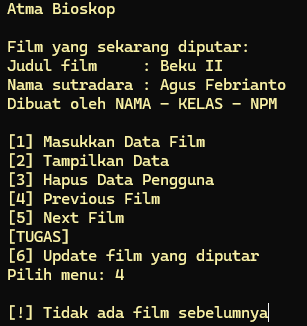 Atma Bioskop
Film yang sekarang diputar:
Judul film     : Beku II
Nama sutradara : Agus Febrianto
Dibuat oleh NAMA - KELAS - NPM
[1] Masukkan Data Film
[2] Tampilkan Data
[3] Hapus Data Pengguna
[4] Previous Film
[5] Next Film
[TUGAS]
[6] Update film yang diputar
Pilih menu: 4
[!] Tidak ada film sebelumnya